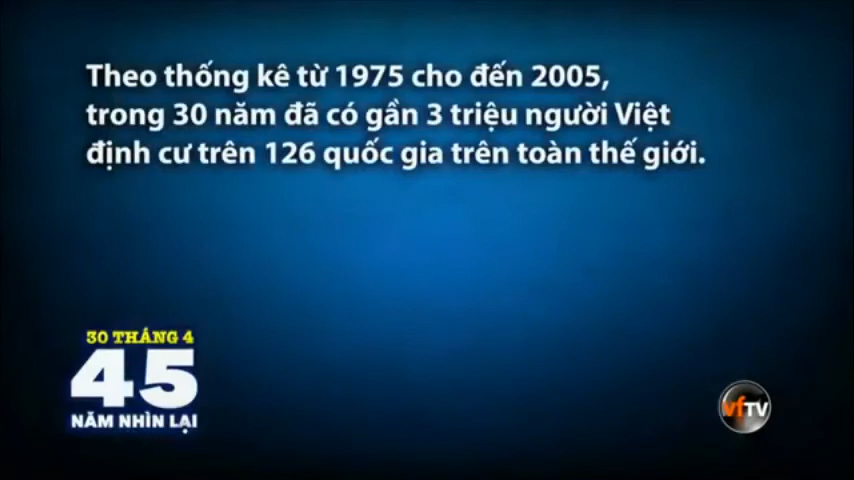 Theo thống kê từ 1975 cho đến 2005,
trong 30 năm đã có gần 3 triệu người Việt
định cư trên 126 quốc gia trên toàn thế giới.
30 THÁNG 4
45
NĂM NHÌN LẠI
vfTV